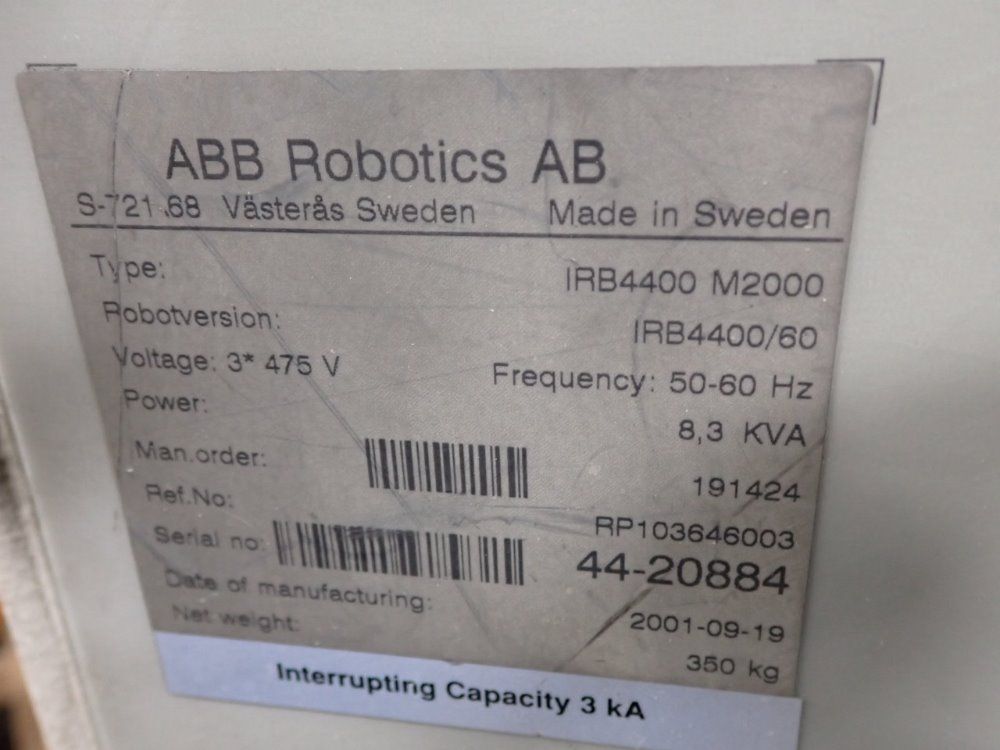 ABB Robotics AB
S-721 68 Västerås Sweden Made in Sweden
Type: IRB4400 M2000
Robotversion: IRB4400/60
Voltage: 3* 475 V Frequency: 50-60 Hz
Power: 8,3 KVA
Man.order: 191424
Ref.No: RP103646003
Serial no: 44-20884
Date of manufacturing: 2001-09-19
Net weight: 350 kg
Interrupting Capacity 3 kA